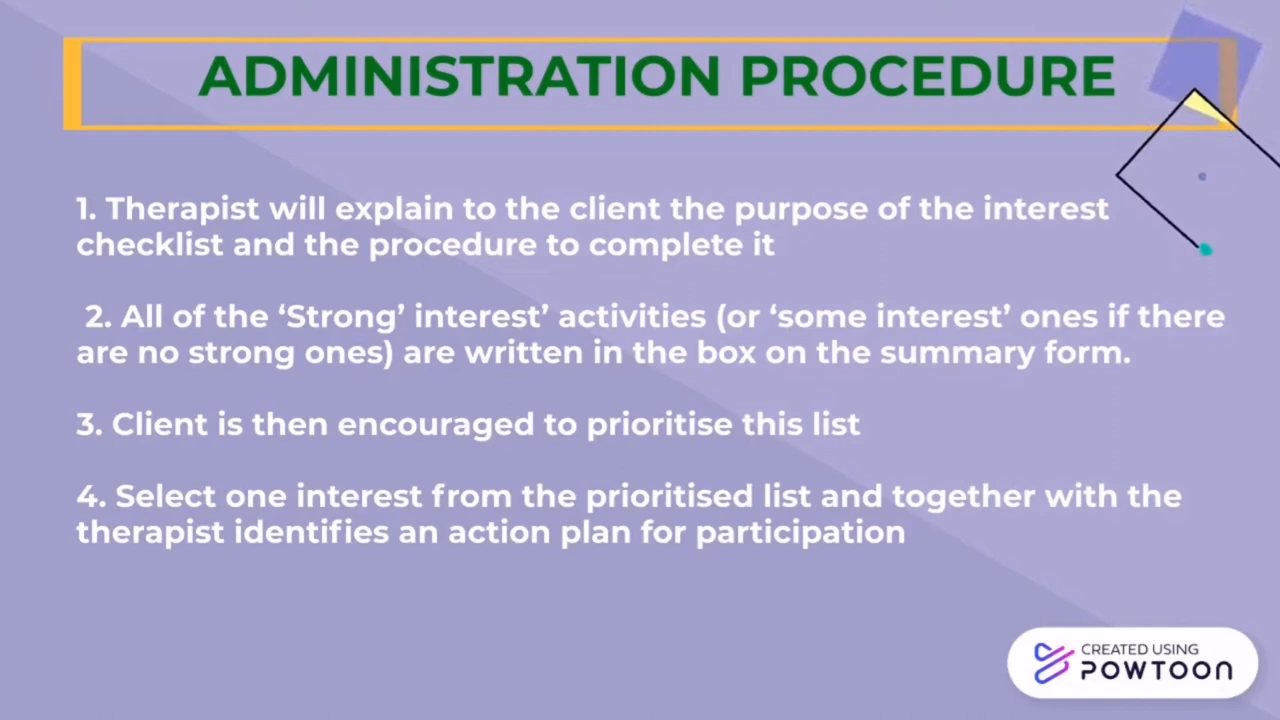 ADMINISTRATION PROCEDURE
1. Therapist will explain to the client the purpose of the interest
checklist and the procedure to complete it
2. All of the ‘Strong’ interest’ activities (or ‘some interest’ ones if there
are no strong ones) are written in the box on the summary form.
3. Client is then encouraged to prioritise this list
4. Select one interest from the prioritised list and together with the
therapist identifies an action plan for participation
CREATED USING
POWTOON